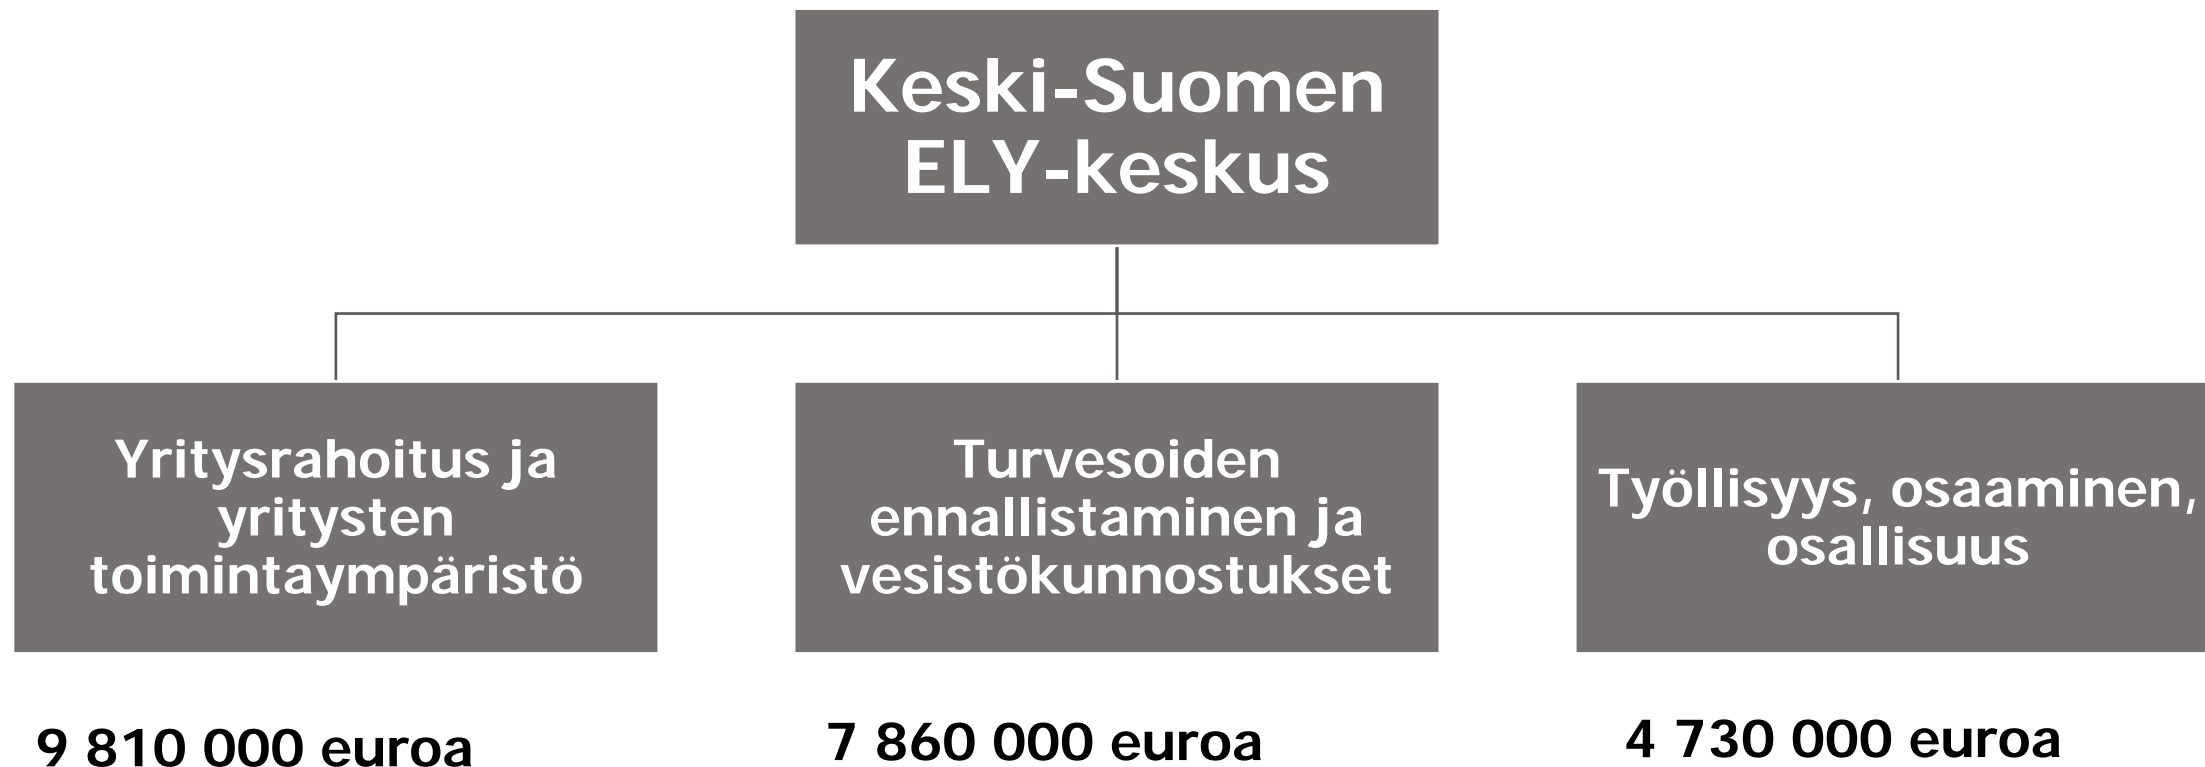 Keski-Suomen
ELY-keskus
Yritysrahoitus ja
yritysten
toimintaympäristö
Turvesoiden
ennallistaminen ja
vesistökunnostukset
Työllisyys, osaaminen,
osallisuus
9 810 000 euroa
7 860 000 euroa
4 730 000 euroa